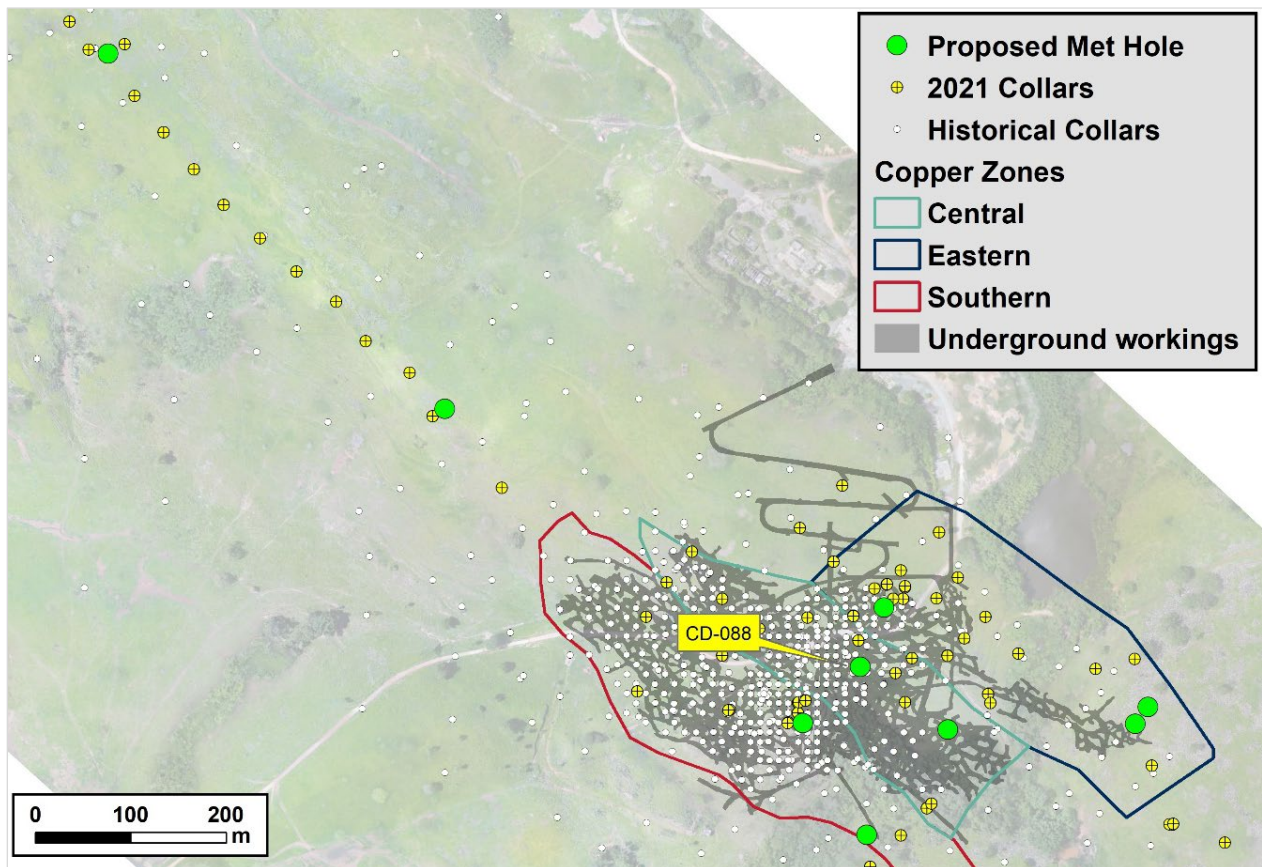 Proposed Met Hole
2021 Collars
Historical Collars
Copper Zones
Central
Eastern
Southern
Underground workings
CD-088
0 100 200
m